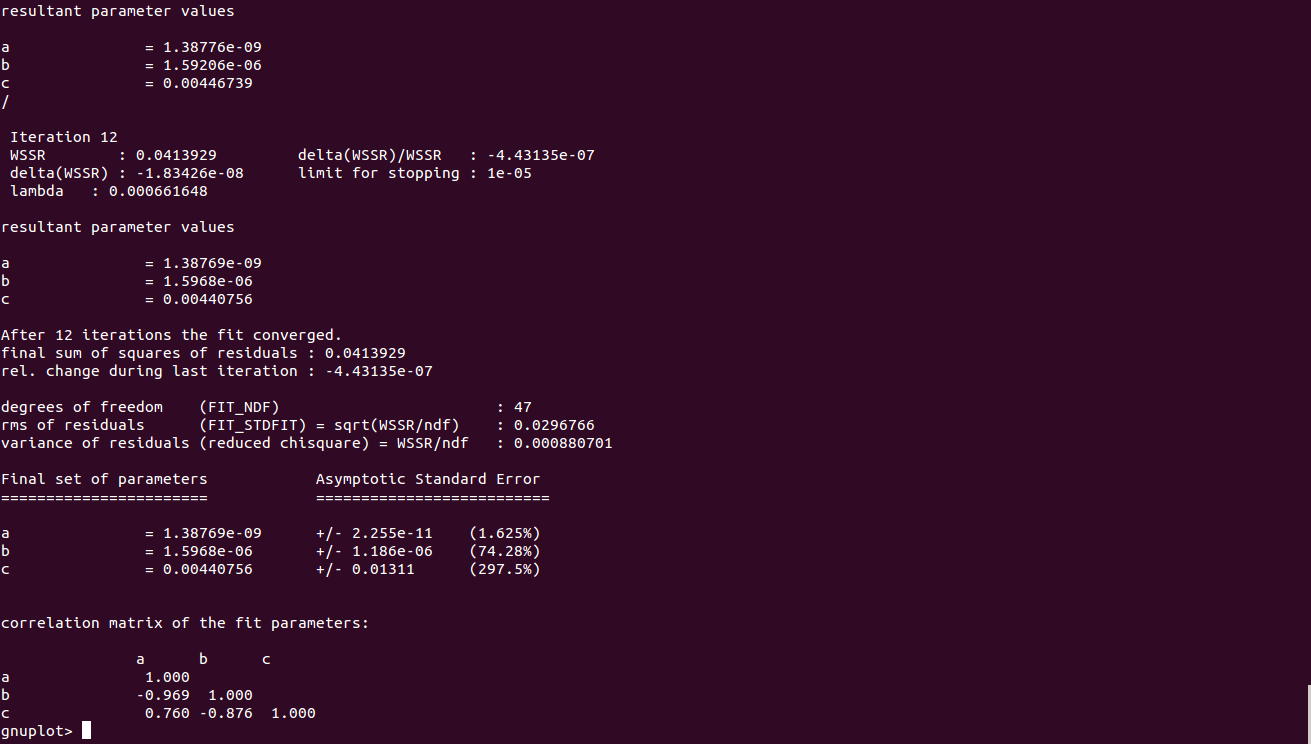 resultant parameter values
a = 1.38776e-09
b = 1.59206e-06
c = 0.00446739
/
Iteration 12
WSSR : 0.0413929 delta(WSSR)/WSSR : -4.43135e-07
delta(WSSR) : -1.83426e-08 limit for stopping : 1e-05
lambda : 0.000661648
resultant parameter values
a = 1.38769e-09
b = 1.5968e-06
c = 0.00440756
After 12 iterations the fit converged.
final sum of squares of residuals : 0.0413929
rel. change during last iteration : -4.43135e-07
degrees of freedom (FIT_NDF) : 47
rms of residuals (FIT_STDFIT) = sqrt(WSSR/ndf) : 0.0296766
variance of residuals (reduced chisquare) = WSSR/ndf : 0.000880701
Final set of parameters Asymptotic Standard Error
======================= ==========================
a = 1.38769e-09 +/- 2.255e-11 (1.625%)
b = 1.5968e-06 +/- 1.186e-06 (74.28%)
c = 0.00440756 +/- 0.01311 (297.5%)
correlation matrix of the fit parameters:
a b c
a 1.000
b -0.969 1.000
c 0.760 -0.876 1.000
gnuplot>